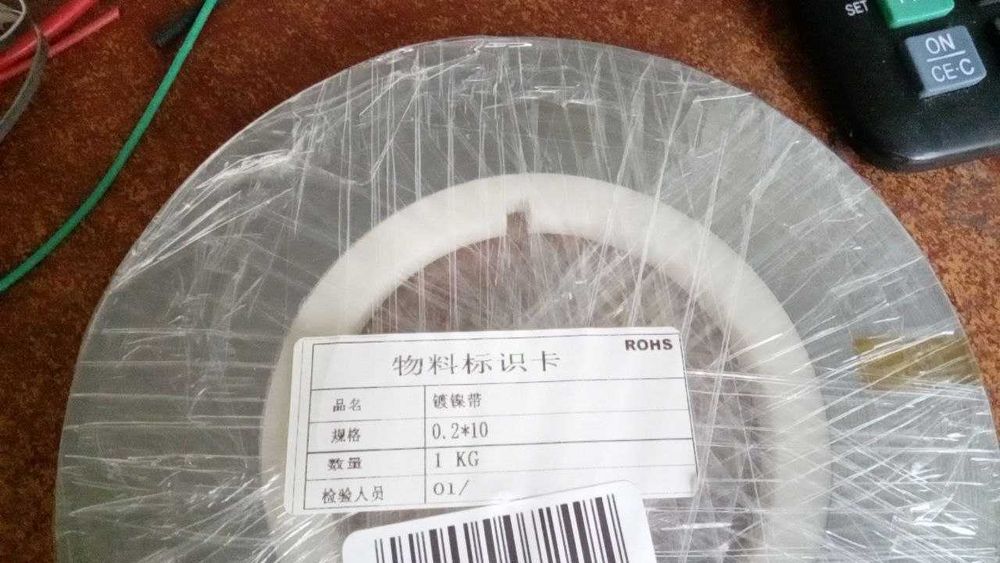 SET
ON
CE·C
物料标识卡 ROHS
品名 镀镍带
规格 0.2*10
数量 1 KG
检验人员 01/